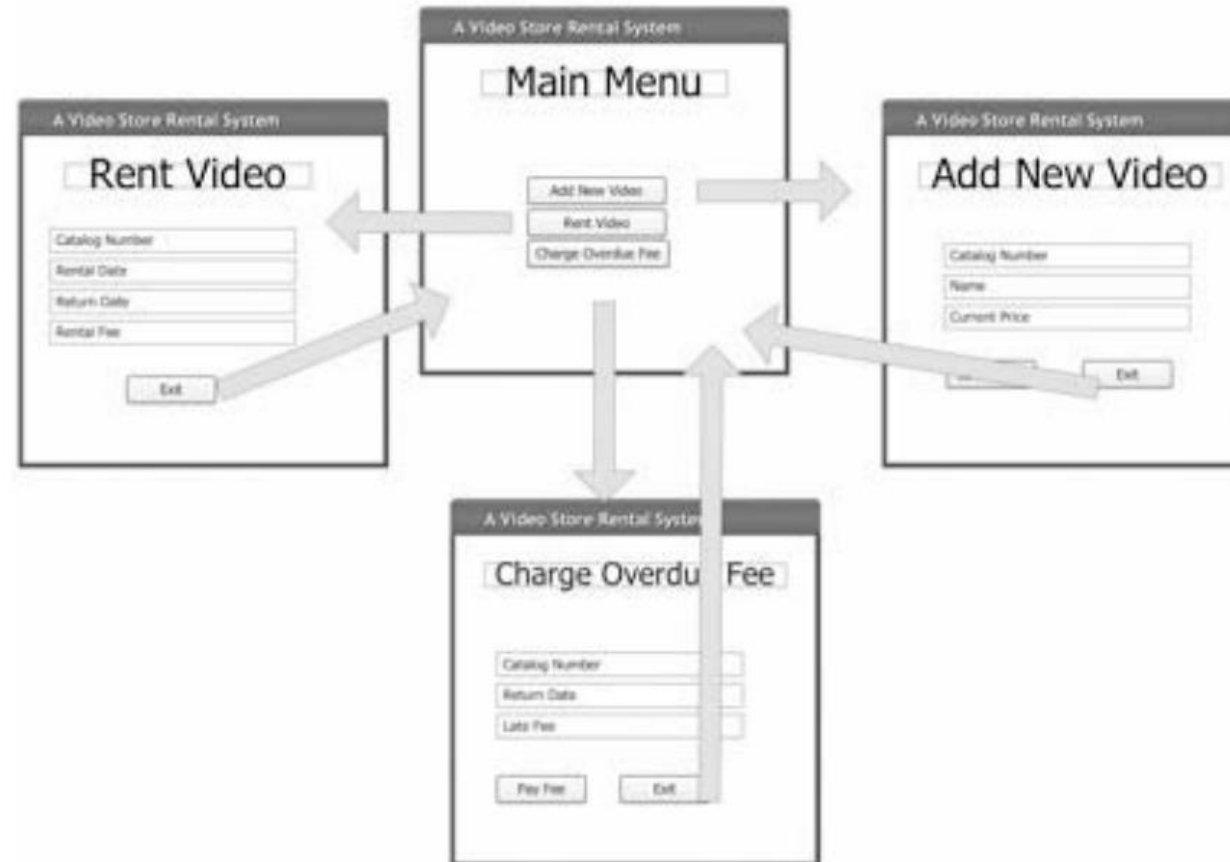 A Video Store Rental System
Main Menu
Add New Video
Rent Video
Charge Overdue Fee
A Video Store Rental System
Rent Video
Catalog Number
Rental Date
Return Date
Rental Fee
Exit
A Video Store Rental System
Add New Video
Catalog Number
Name
Current Price
Exit
A Video Store Rental System
Charge Overdue Fee
Catalog Number
Return Date
Late Fee
Pay Fee
Exit